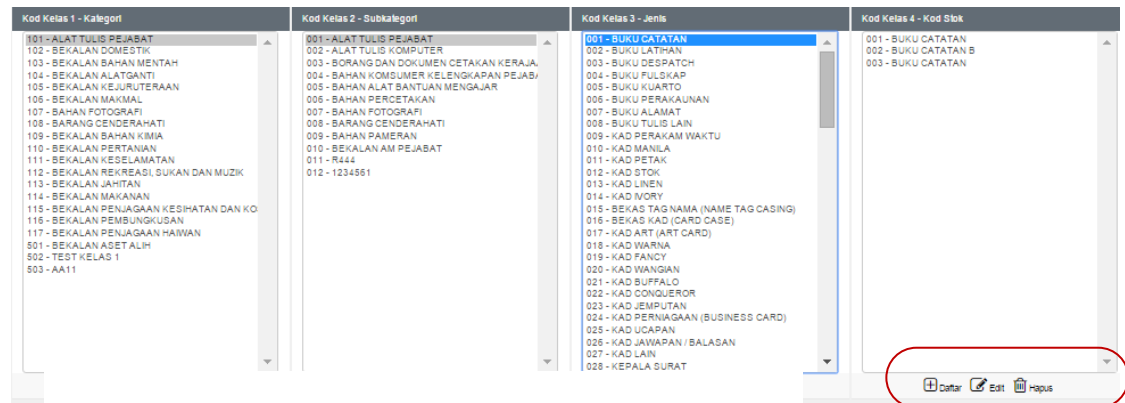 Kod Kelas 1 - Kategori
101 - ALAT TULIS PEJABAT
102 - BEKALAN DOMESTIK
103 - BEKALAN BAHAN MENTAH
104 - BEKALAN ALATGANTI
105 - BEKALAN KEJURUTERAAN
106 - BEKALAN MAKMAL
107 - BAHAN FOTOGRAFI
108 - BARANG CENDERAHATI
109 - BEKALAN BAHAN KIMIA
110 - BEKALAN PERTANIAN
111 - BEKALAN KESELAMATAN
112 - BEKALAN REKREASI, SUKAN DAN MUZIK
113 - BEKALAN JAHITAN
114 - BEKALAN MAKANAN
115 - BEKALAN PENJAGAAN KESIHATAN DAN KO
116 - BEKALAN PEMBUNGKUSAN
117 - BEKALAN PENJAGAAN HAIWAN
501 - BEKALAN ASET ALIH
502 - TEST KELAS 1
503 - AA11
Kod Kelas 2 - Subkategori
001 - ALAT TULIS PEJABAT
002 - ALAT TULIS KOMPUTER
003 - BORANG DAN DOKUMEN CETAKAN KERAJA
004 - BAHAN KOMSUMER KELENGKAPAN PEJAB
005 - BAHAN ALAT BANTUAN MENGAJAR
006 - BAHAN PERCETAKAN
007 - BAHAN FOTOGRAFI
008 - BARANG CENDERAHATI
009 - BAHAN PAMERAN
010 - BEKALAN AM PEJABAT
011 - R444
012 - 1234561
Kod Kelas 3 - Jenis
001 - BUKU CATATAN
002 - BUKU LATIHAN
003 - BUKU DESPATCH
004 - BUKU FULSKAP
005 - BUKU KUARTO
006 - BUKU PERAKAUNAN
007 - BUKU ALAMAT
008 - BUKU TULIS LAIN
009 - KAD PERAKAM WAKTU
010 - KAD MANILA
011 - KAD PETAK
012 - KAD STOK
013 - KAD LINEN
014 - KAD IVORY
015 - BEKAS TAG NAMA (NAME TAG CASING)
016 - BEKAS KAD (CARD CASE)
017 - KAD ART (ART CARD)
018 - KAD WARNA
019 - KAD FANCY
020 - KAD WANGIAN
021 - KAD BUFFALO
022 - KAD CONQUEROR
023 - KAD JEMPUTAN
024 - KAD PERNIAGAAN (BUSINESS CARD)
025 - KAD UCAPAN
026 - KAD JAWAPAN / BALASAN
027 - KAD LAIN
028 - KEPALA SURAT
Kod Kelas 4 - Kod Stok
001 - BUKU CATATAN
002 - BUKU CATATAN B
003 - BUKU CATATAN
Daftar Edit Hapus